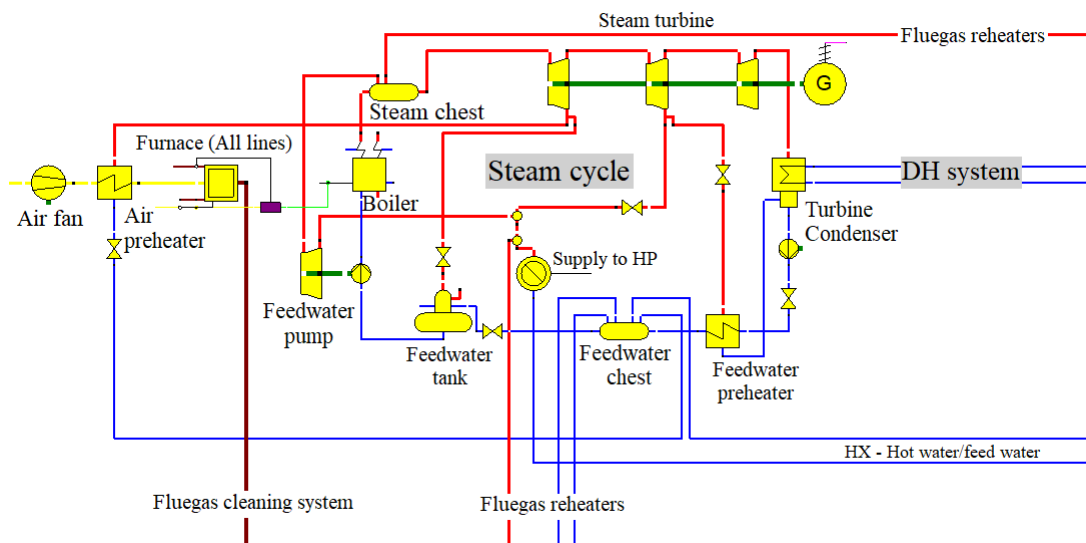 Steam turbine
Fluegas reheaters
G
Steam chest
Furnace (All lines)
Steam cycle
DH system
Boiler
Air fan
Air
preheater
Turbine
Condenser
Supply to HP
Feedwater
pump
Feedwater
tank
Feedwater
chest
Feedwater
preheater
HX - Hot water/feed water
Fluegas cleaning system
Fluegas reheaters